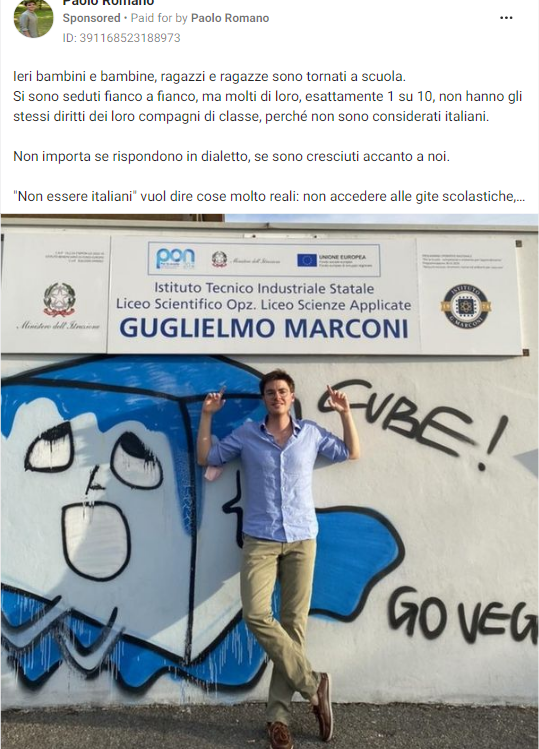 Paolo Romano
Sponsored • Paid for by Paolo Romano
ID: 391168523188973
Ieri bambini e bambine, ragazzi e ragazze sono tornati a scuola.
Si sono seduti fianco a fianco, ma molti di loro, esattamente 1 su 10, non hanno gli
stessi diritti dei loro compagni di classe, perché non sono considerati italiani.
Non importa se rispondono in dialetto, se sono cresciuti accanto a noi.
"Non essere italiani" vuol dire cose molto reali: non accedere alle gite scolastiche,...
pon
UNIONE EUROPEA
Ministero dell'Istruzione
Istituto Tecnico Industriale Statale
Liceo Scientifico Opz. Liceo Scienze Applicate
GUGLIELMO MARCONI
ISTITUTO
G. MARCONI
CUBE!
GO VEG